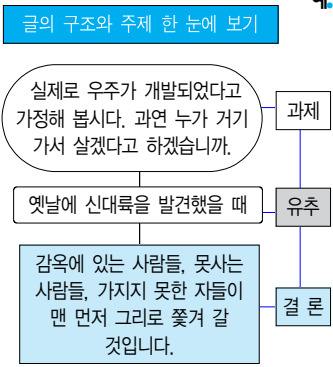 글의 구조와 주제 한 눈에 보기
실제로 우주가 개발되었다고
가정해 봅시다. 과연 누가 거기
가서 살겠다고 하겠습니까.
과제
옛날에 신대륙을 발견했을 때
유추
감옥에 있는 사람들, 못사는
사람들, 가지지 못한 자들이
맨 먼저 그리로 쫓겨 갈
것입니다.
결 론